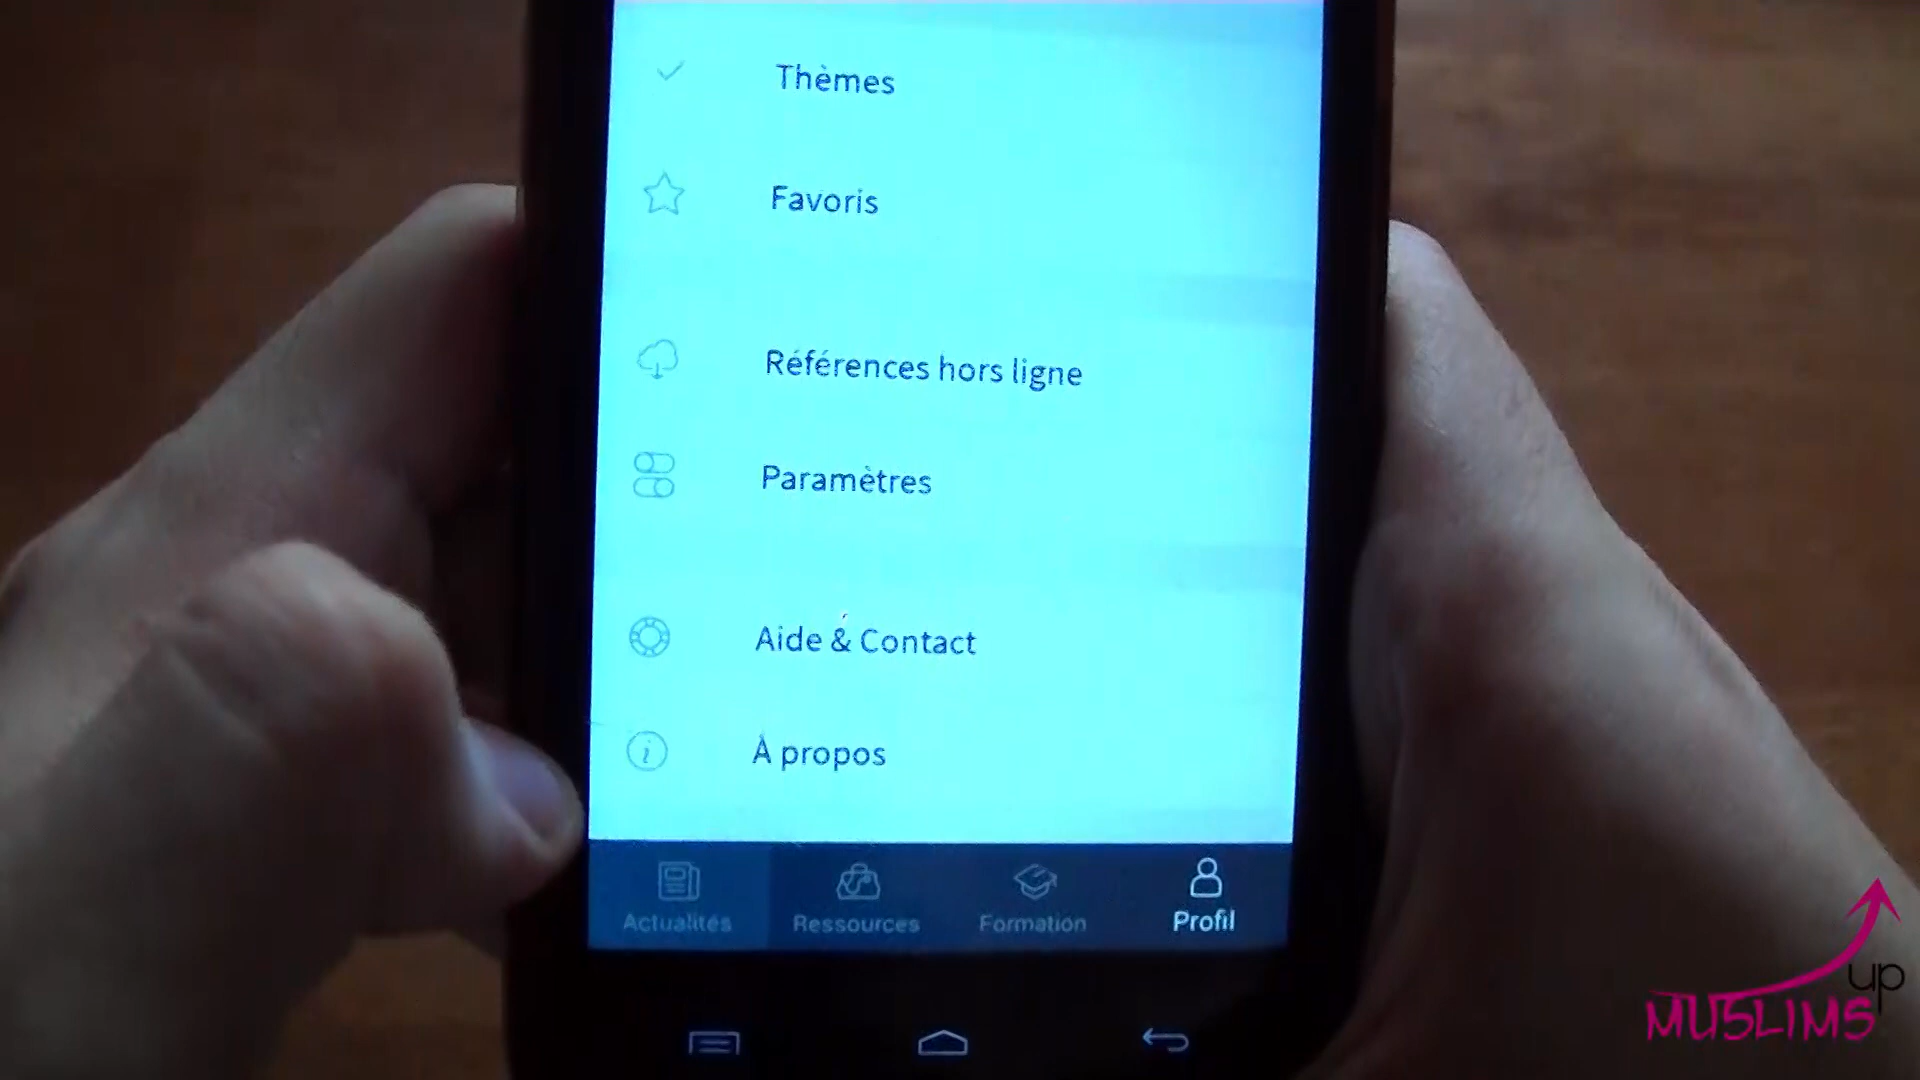 Thèmes
Favoris
Références hors ligne
Paramètres
Aide & Contact
À propos
Actualités
Ressources
Formation
Profil
up
MUSLIMS